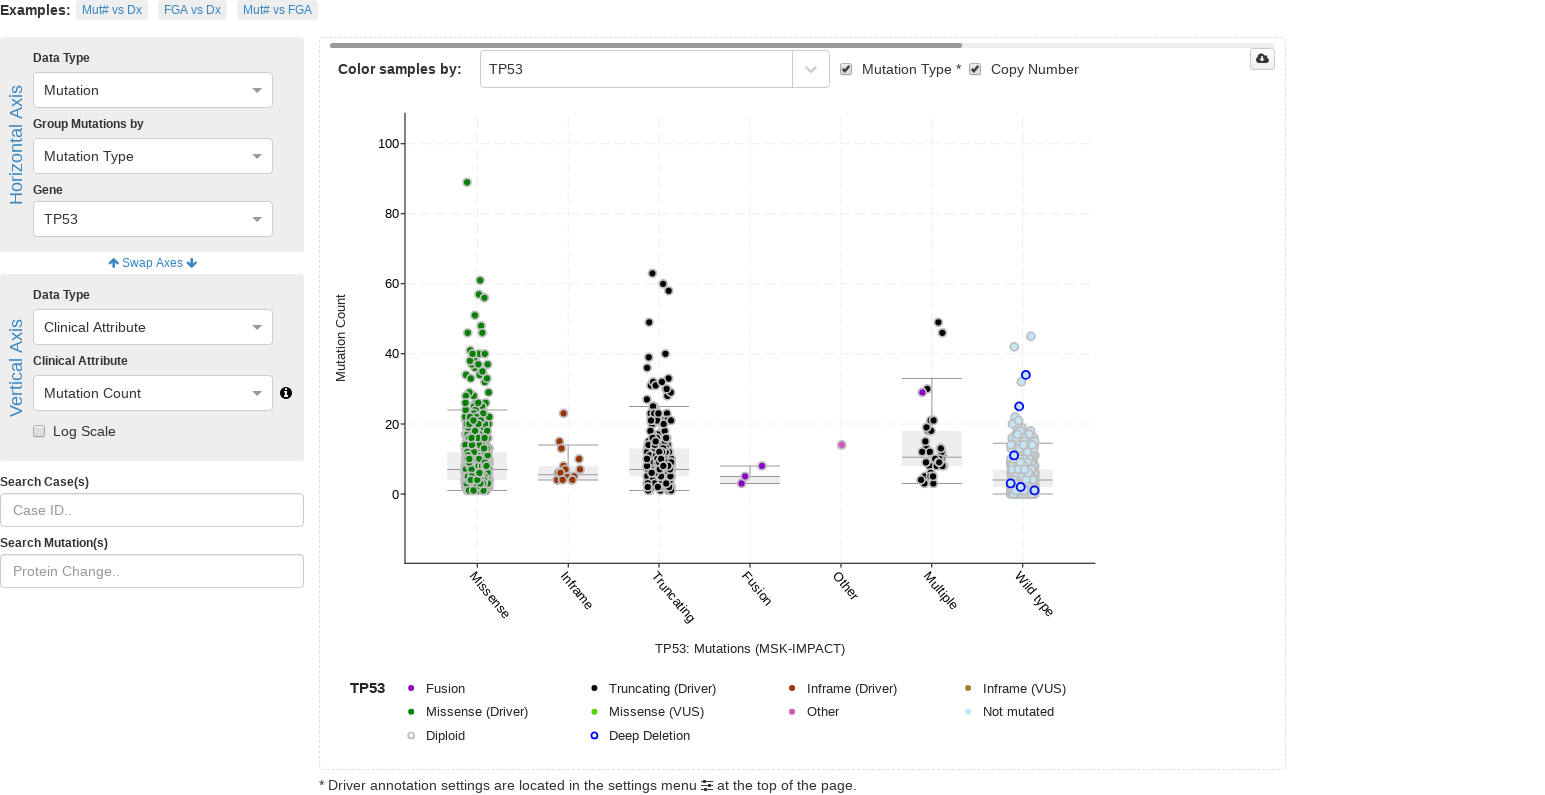 Examples: Mut# vs Dx FGA vs Dx Mut# vs FGA
Horizontal Axis
Data Type
Mutation
Group Mutations by
Mutation Type
Gene
TP53
Swap Axes
Vertical Axis
Data Type
Clinical Attribute
Clinical Attribute
Mutation Count
Log Scale
Search Case(s)
Case ID..
Search Mutation(s)
Protein Change..
Color samples by: TP53 Mutation Type * Copy Number
Mutation Count
100
80
60
40
20
0
Missense
Inframe
Truncating
Fusion
Other
Multiple
Wild type
TP53: Mutations (MSK-IMPACT)
TP53 Fusion Truncating (Driver) Inframe (Driver) Inframe (VUS)
Missense (Driver) Missense (VUS) Other Not mutated
Diploid Deep Deletion
* Driver annotation settings are located in the settings menu at the top of the page.